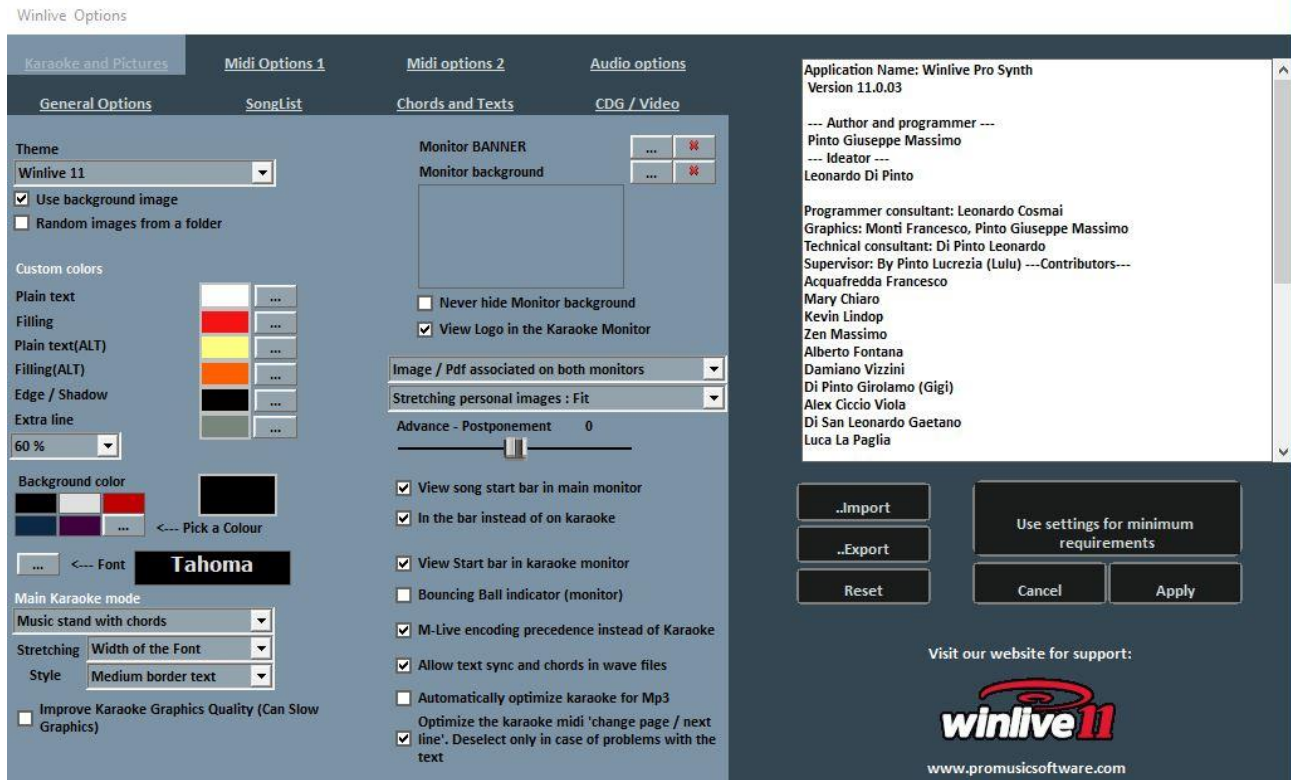 Winlive Options
Karaoke and Pictures
Midi Options 1
Midi options 2
Audio options
General Options
SongList
Chords and Texts
CDG / Video
Theme
Winlive 11
Use background image
Random images from a folder
Custom colors
Plain text
...
Filling
...
Plain text(ALT)
...
Filling(ALT)
...
Edge / Shadow
...
Extra line
...
60 %
Background color
...
<--- Pick a Colour
...
<--- Font
Tahoma
Main Karaoke mode
Music stand with chords
Stretching
Width of the Font
Style
Medium border text
Improve Karaoke Graphics Quality (Can Slow
Graphics)
Monitor BANNER
...
Monitor background
...
Never hide Monitor background
View Logo in the Karaoke Monitor
Image / Pdf associated on both monitors
Stretching personal images : Fit
Advance - Postponement 0
View song start bar in main monitor
In the bar instead of on karaoke
View Start bar in karaoke monitor
Bouncing Ball indicator (monitor)
M-Live encoding precedence instead of Karaoke
Allow text sync and chords in wave files
Automatically optimize karaoke for Mp3
Optimize the karaoke midi 'change page / next
line'. Deselect only in case of problems with the
text
Application Name: Winlive Pro Synth
Version 11.0.03
--- Author and programmer ---
Pinto Giuseppe Massimo
--- Ideator ---
Leonardo Di Pinto
Programmer consultant: Leonardo Cosmai
Graphics: Monti Francesco, Pinto Giuseppe Massimo
Technical consultant: Di Pinto Leonardo
Supervisor: By Pinto Lucrezia (Lulu) ---Contributors---
Acquafredda Francesco
Mary Chiaro
Kevin Lindop
Zen Massimo
Alberto Fontana
Damiano Vizzini
Di Pinto Girolamo (Gigi)
Alex Ciccio Viola
Di San Leonardo Gaetano
Luca La Paglia
..Import
..Export
Reset
Use settings for minimum
requirements
Cancel
Apply
Visit our website for support:
winlive 11
www.promusicsoftware.com